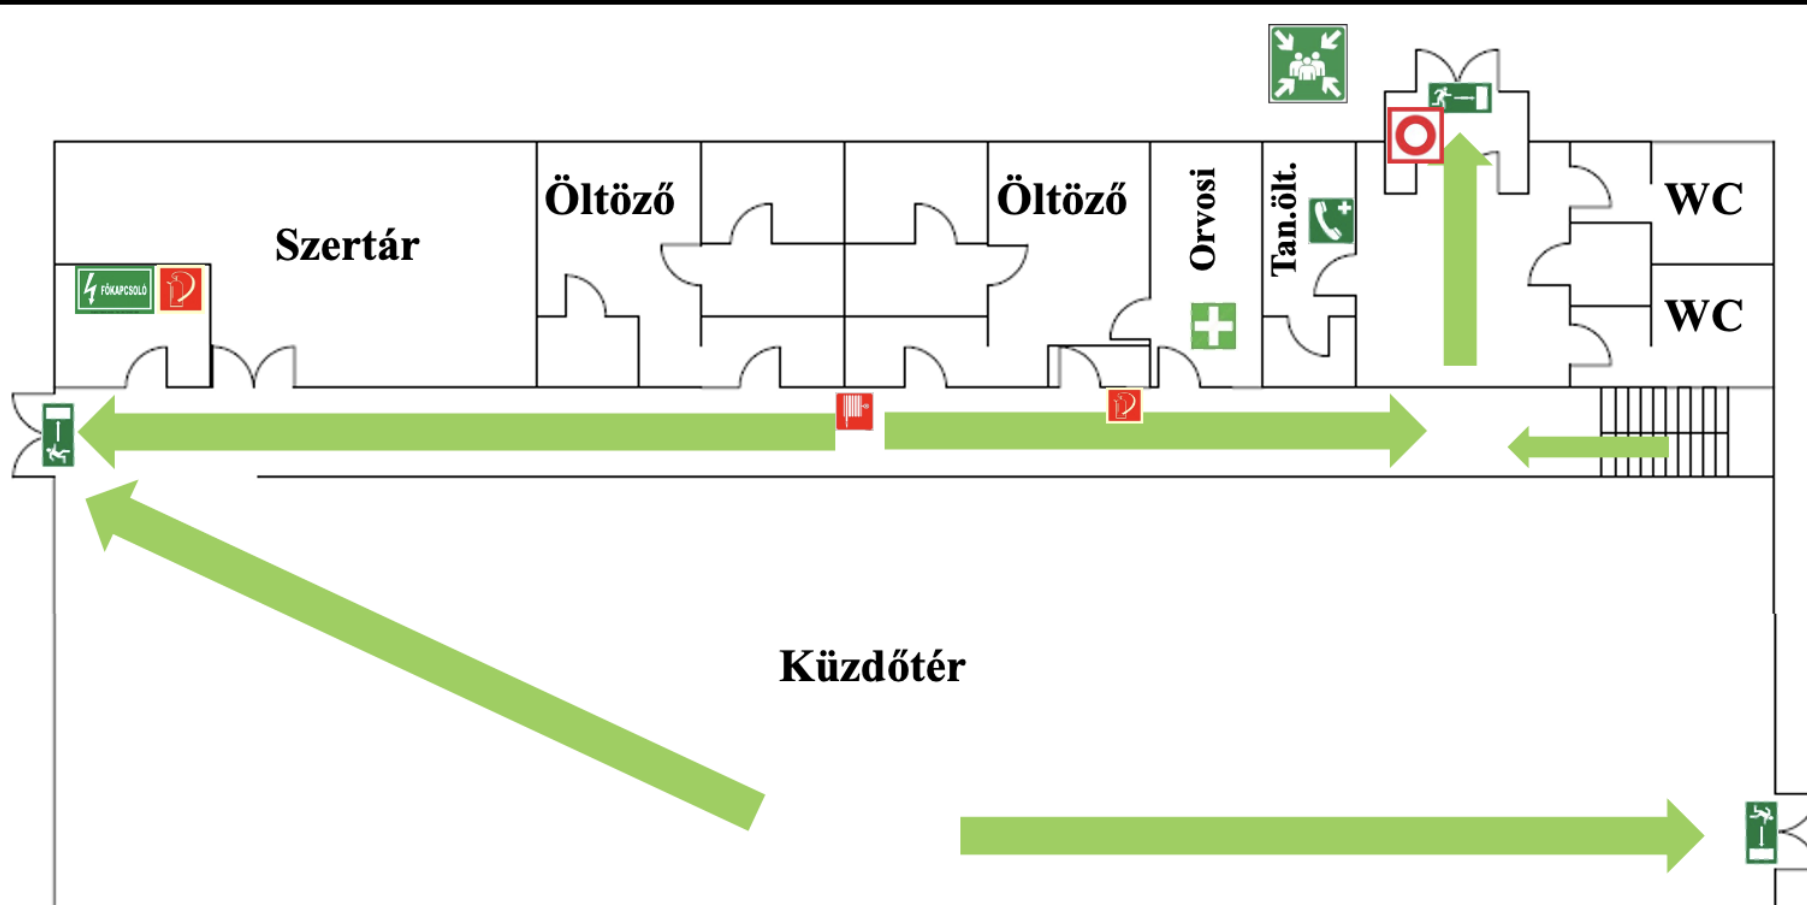 Öltöző
Öltöző
Orvosi
Tan.ölt.
WC
Szertár
FŐKAPCSOLÓ
WC
Küzdőtér